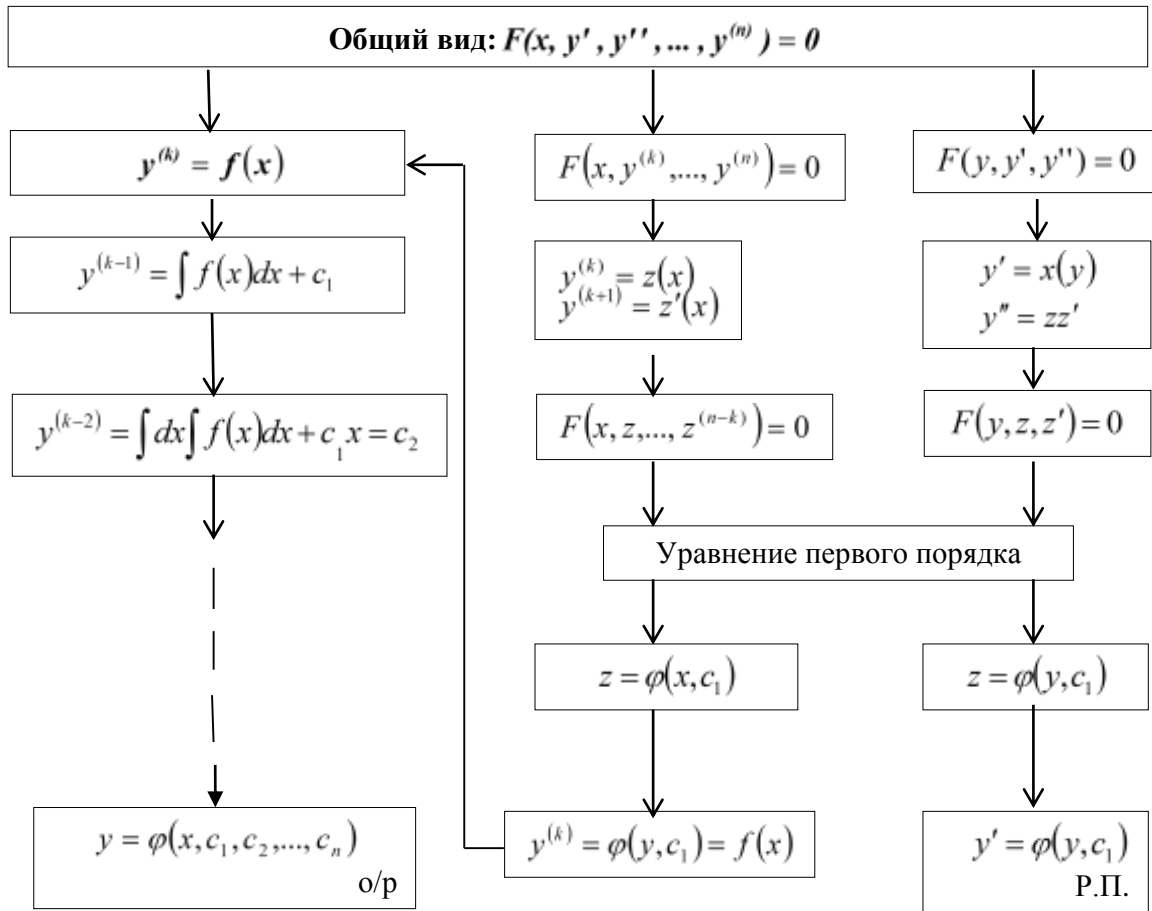 Общий вид: F(x, y', y'', ... , y⁽ⁿ⁾ ) = 0
y⁽ᵏ⁾ = f(x)
F(x, y⁽ᵏ⁾,..., y⁽ⁿ⁾) = 0
F(y, y', y'') = 0
y⁽ᵏ⁻¹⁾ = ∫ f(x)dx + c₁
y⁽ᵏ⁾ = z(x)
y⁽ᵏ⁺¹⁾ = z'(x)
y' = x(y)
y'' = zz'
y⁽ᵏ⁻²⁾ = ∫dx∫ f(x)dx + c₁x = c₂
F(x, z,..., z⁽ⁿ⁻ᵏ⁾) = 0
F(y, z, z') = 0
Уравнение первого порядка
z = φ(x, c₁)
z = φ(y, c₁)
y = φ(x, c₁, c₂,..., cₙ)
о/р
y⁽ᵏ⁾ = φ(y, c₁) = f(x)
y' = φ(y, c₁)
Р.П.